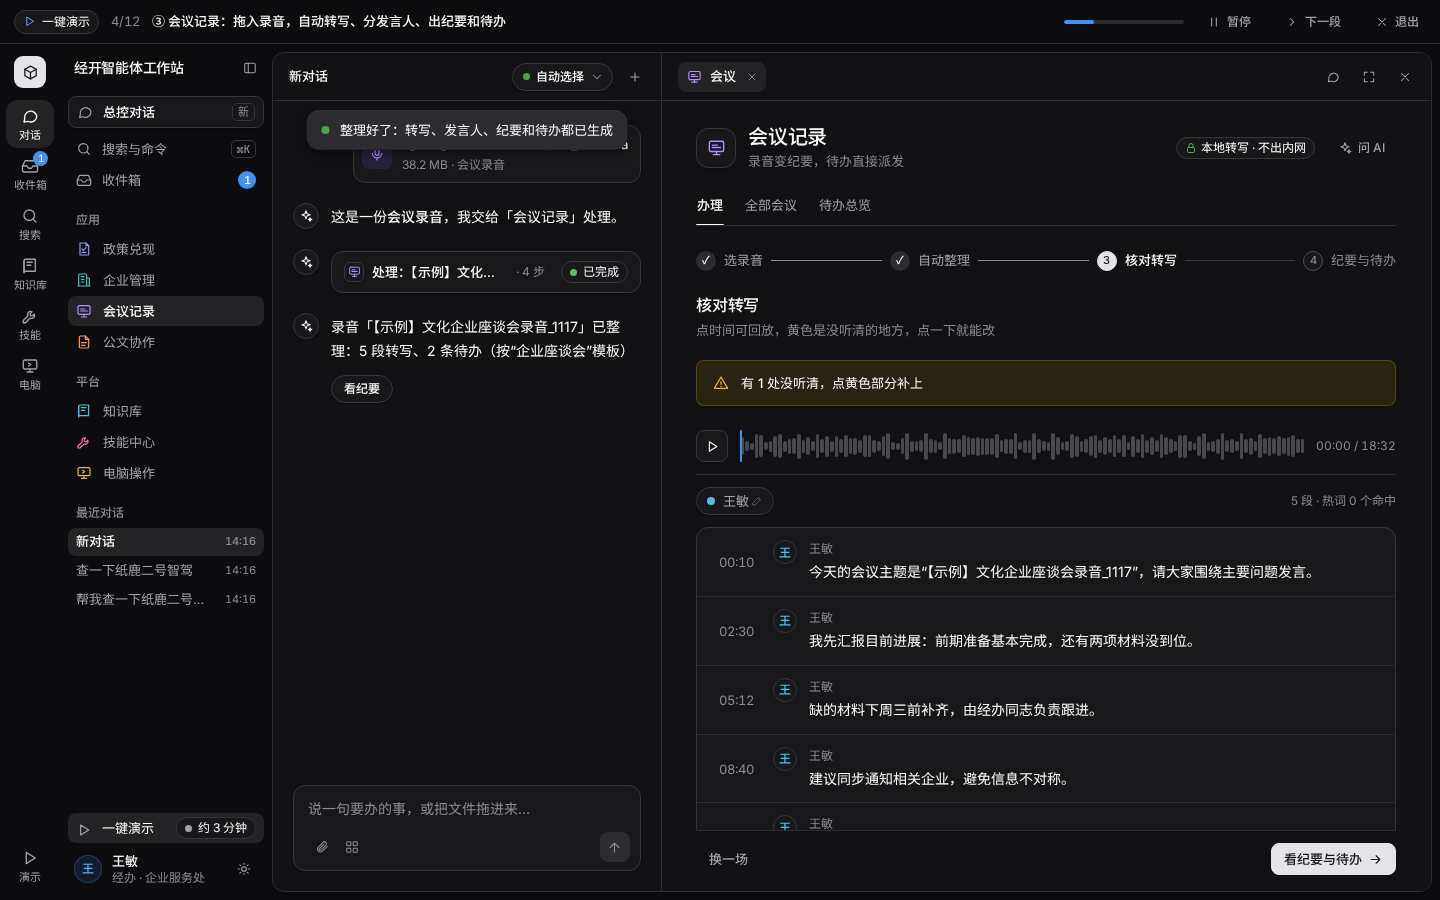 一键演示
4/12
③ 会议记录：拖入录音，自动转写、分发言人、出纪要和待办
暂停
下一段
退出
对话
1
收件箱
搜索
知识库
技能
电脑
演示
经开智能体工作站
总控对话
新
搜索与命令
⌘K
收件箱
1
应用
政策兑现
企业管理
会议记录
公文协作
平台
知识库
技能中心
电脑操作
最近对话
新对话
14:16
查一下纸鹿二号智驾
14:16
帮我查一下纸鹿二号...
14:16
一键演示
约 3 分钟
王
王敏
经办 · 企业服务处
新对话
自动选择
整理好了：转写、发言人、纪要和待办都已生成
38.2 MB · 会议录音
这是一份会议录音，我交给「会议记录」处理。
处理：【示例】文化...
· 4 步
已完成
录音「【示例】文化企业座谈会录音_1117」已整
理：5 段转写、2 条待办（按“企业座谈会”模板）
看纪要
说一句要办的事，或把文件拖进来...
会议
会议记录
录音变纪要，待办直接派发
本地转写 · 不出内网
问 AI
办理
全部会议
待办总览
选录音
自动整理
3
核对转写
4
纪要与待办
核对转写
点时间可回放，黄色是没听清的地方，点一下就能改
有 1 处没听清，点黄色部分补上
00:00 / 18:32
王敏
5 段 · 热词 0 个命中
00:10
王
王敏
今天的会议主题是“【示例】文化企业座谈会录音_1117”，请大家围绕主要问题发言。
02:30
王
王敏
我先汇报目前进展：前期准备基本完成，还有两项材料没到位。
05:12
王
王敏
缺的材料下周三前补齐，由经办同志负责跟进。
08:40
王
王敏
建议同步通知相关企业，避免信息不对称。
王
王敏
换一场
看纪要与待办